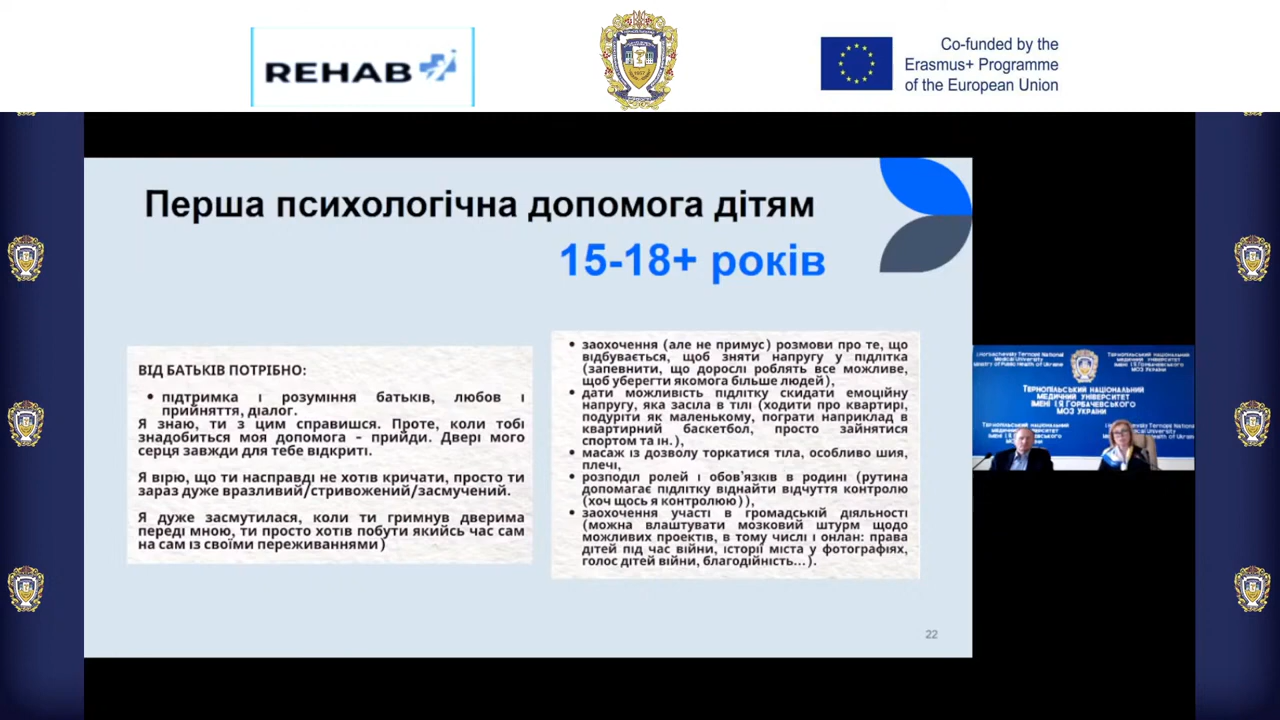 REHAB
Co-funded by the
Erasmus+ Programme
of the European Union
Перша психологічна допомога дітям
15-18+ років
ВІД БАТЬКІВ ПОТРІБНО:
• підтримка і розуміння батьків, любов і
прийняття, діалог.
Я знаю, ти з цим справишся. Проте, коли тобі
знадобиться моя допомога – прийди. Двері мого
серця завжди для тебе відкриті.
Я вірю, що ти насправді не хотів кричати, просто ти
зараз дуже вразливий/стривожений/засмучений.
Я дуже засмутилася, коли ти гримнув дверима
переді мною, ти просто хотів побути якийсь час сам
на сам із своїми переживаннями)
• заохочення (але не примус) розмови про те, що
відбувається, щоб зняти напругу у підлітка
(запевнити, що дорослі роблять все можливе,
щоб уберегти якомога більше людей),
• дати можливість підлітку скидати емоційну
напругу, яка засіла в тілі (ходити про квартирі,
подуріти як маленькому, пограти наприклад в
квартирний баскетбол, просто зайнятися
спортом та ін.),
• масаж із дозволу торкатися тіла, особливо шия,
плечі,
• розподіл ролей і обов'язків в родині (рутина
допомагає підлітку віднайти відчуття контролю
(хоч щось я контролюю)),
• заохочення участі в громадській діяльності
(можна влаштувати мозковий штурм щодо
можливих проектів, в тому числі і онлан: права
дітей під час війни, історії міста у фотографіях,
голос дітей війни, благодійність...).
22
ТЕРНОПІЛЬСЬКИЙ НАЦІОНАЛЬНИЙ
МЕДИЧНИЙ УНІВЕРСИТЕТ
ІМЕНІ І.Я.ГОРБАЧЕВСЬКОГО
МОЗ УКРАЇНИ